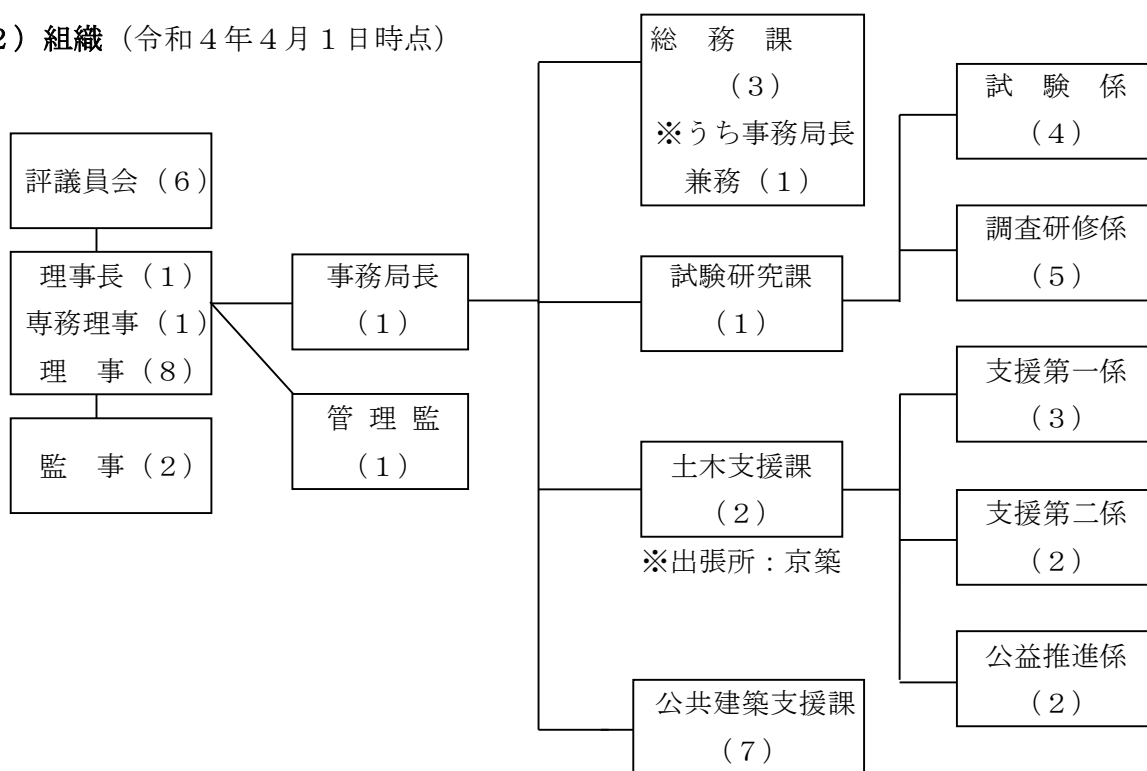 ２）組織（令和４年４月１日時点）
評議員会（６）
理事長（１）
専務理事（１）
理　事（８）
監　事（２）
事務局長
（１）
管 理 監
（１）
総　務　課
（３）
※うち事務局長
兼務（１）
試験研究課
（１）
土木支援課
（２）
※出張所：京築
公共建築支援課
（７）
試　験　係
（４）
調査研修係
（５）
支援第一係
（３）
支援第二係
（２）
公益推進係
（２）